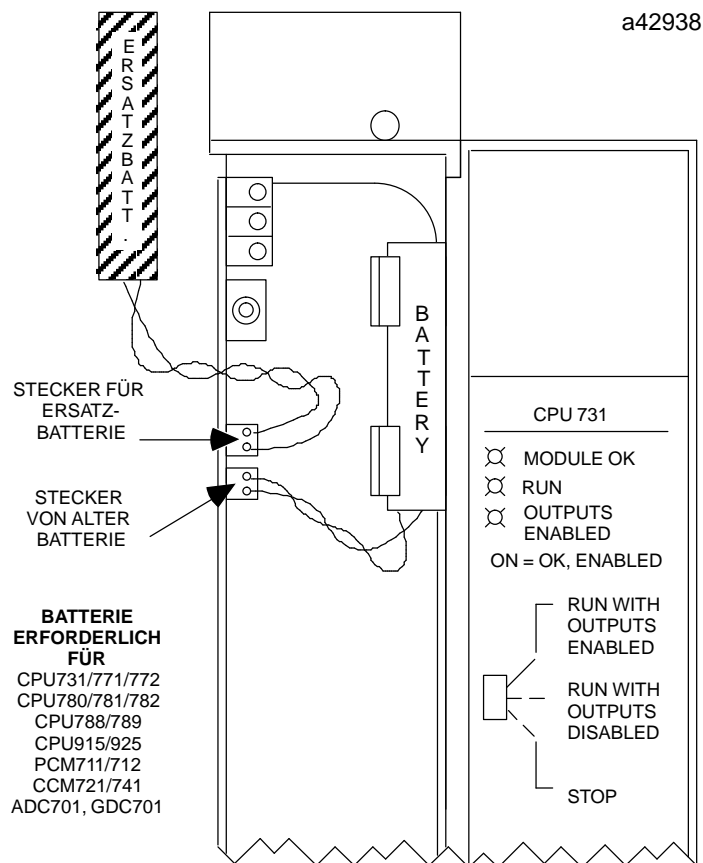 a42938
ERSATZBATT.
BATTERY
STECKER FÜR
ERSATZ-
BATTERIE
STECKER
VON ALTER
BATTERIE
BATTERIE
ERFORDERLICH
FÜR
CPU731/771/772
CPU780/781/782
CPU788/789
CPU915/925
PCM711/712
CCM721/741
ADC701, GDC701
CPU 731
MODULE OK
RUN
OUTPUTS
ENABLED
ON = OK, ENABLED
RUN WITH
OUTPUTS
ENABLED
RUN WITH
OUTPUTS
DISABLED
STOP